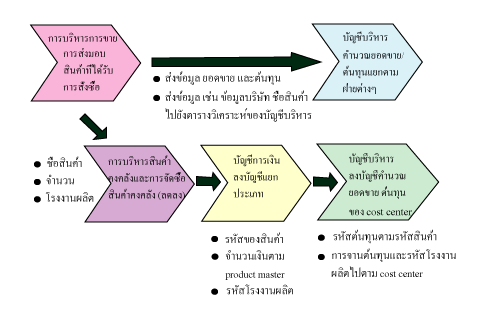 การบริหารการขาย
การส่งมอบ
สินค้าที่ได้รับ
การสั่งซื้อ
บัญชีบริหาร
คำนวณยอดขาย/
ต้นทุนแยกตาม
ฝ่ายต่างๆ
● ส่งข้อมูล ยอดขาย และต้นทุน
● ส่งข้อมูล เช่น ข้อมูลบริษัท ชื่อสินค้า
ไปยังตารางวิเคราะห์ของบัญชีบริหาร
● ชื่อสินค้า
● จำนวน
● โรงงานผลิต
การบริหารสินค้า
คงคลังและการจัดซื้อ
สินค้าคงคลัง (ลดลง)
บัญชีการเงิน
ลงบัญชีแยก
ประเภท
บัญชีบริหาร
ลงบัญชีคำนวณ
ยอดขาย ต้นทุน
ของ cost center
● รหัสของสินค้า
● จำนวนเงินตาม
product master
● รหัสโรงงานผลิต
● รหัสต้นทุนตามรหัสสินค้า
● การจานต้นทุนและรหัสโรงงาน
ผลิตไปตาม cost center